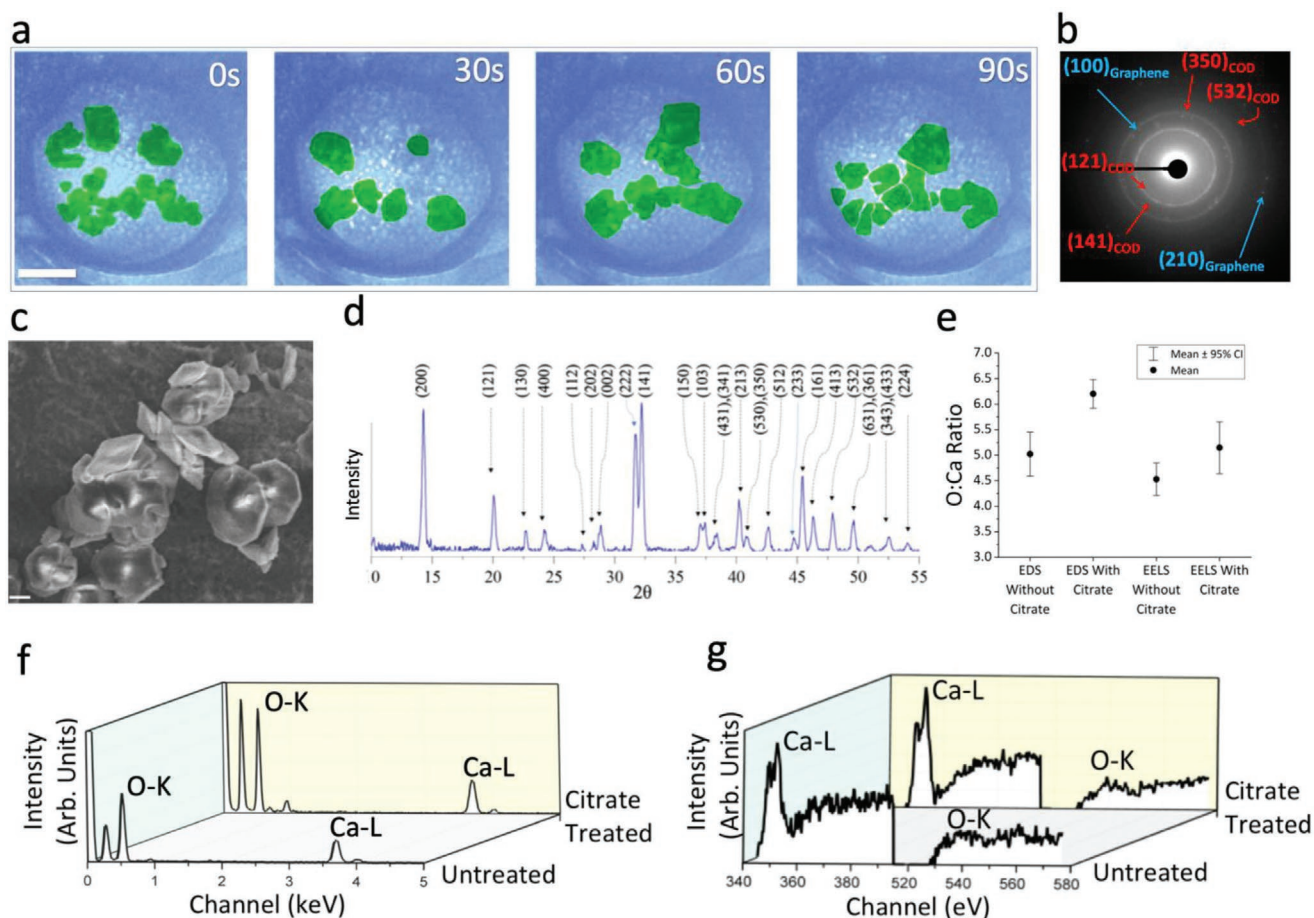 a
0s
30s
60s
90s
b
(100)Graphene
(350)COD
(532)COD
(121)COD
(141)COD
(210)Graphene
c
d
Intensity
(200)
(121)
(130)
(400)
(112)
(202)
(002)
(222)
(141)
(150)
(103)
(431),(341)
(213)
(530),(350)
(512)
(233)
(161)
(413)
(532)
(631),(361)
(343),(433)
(224)
0 15 20 25 30 35 40 45 50 55
2θ
e
O:Ca Ratio
7.0
6.5
6.0
5.5
5.0
4.5
4.0
3.5
3.0
Mean ± 95% CI
Mean
EDS
Without
Citrate
EDS With
Citrate
EELS
Without
Citrate
EELS With
Citrate
f
Intensity
(Arb. Units)
O-K
Ca-L
O-K
Ca-L
Citrate
Treated
Untreated
0 1 2 3 4 5
Channel (keV)
g
Intensity
(Arb. Units)
Ca-L
O-K
Ca-L
O-K
Citrate
Treated
Untreated
340 360 380 520 540 560 580
Channel (eV)